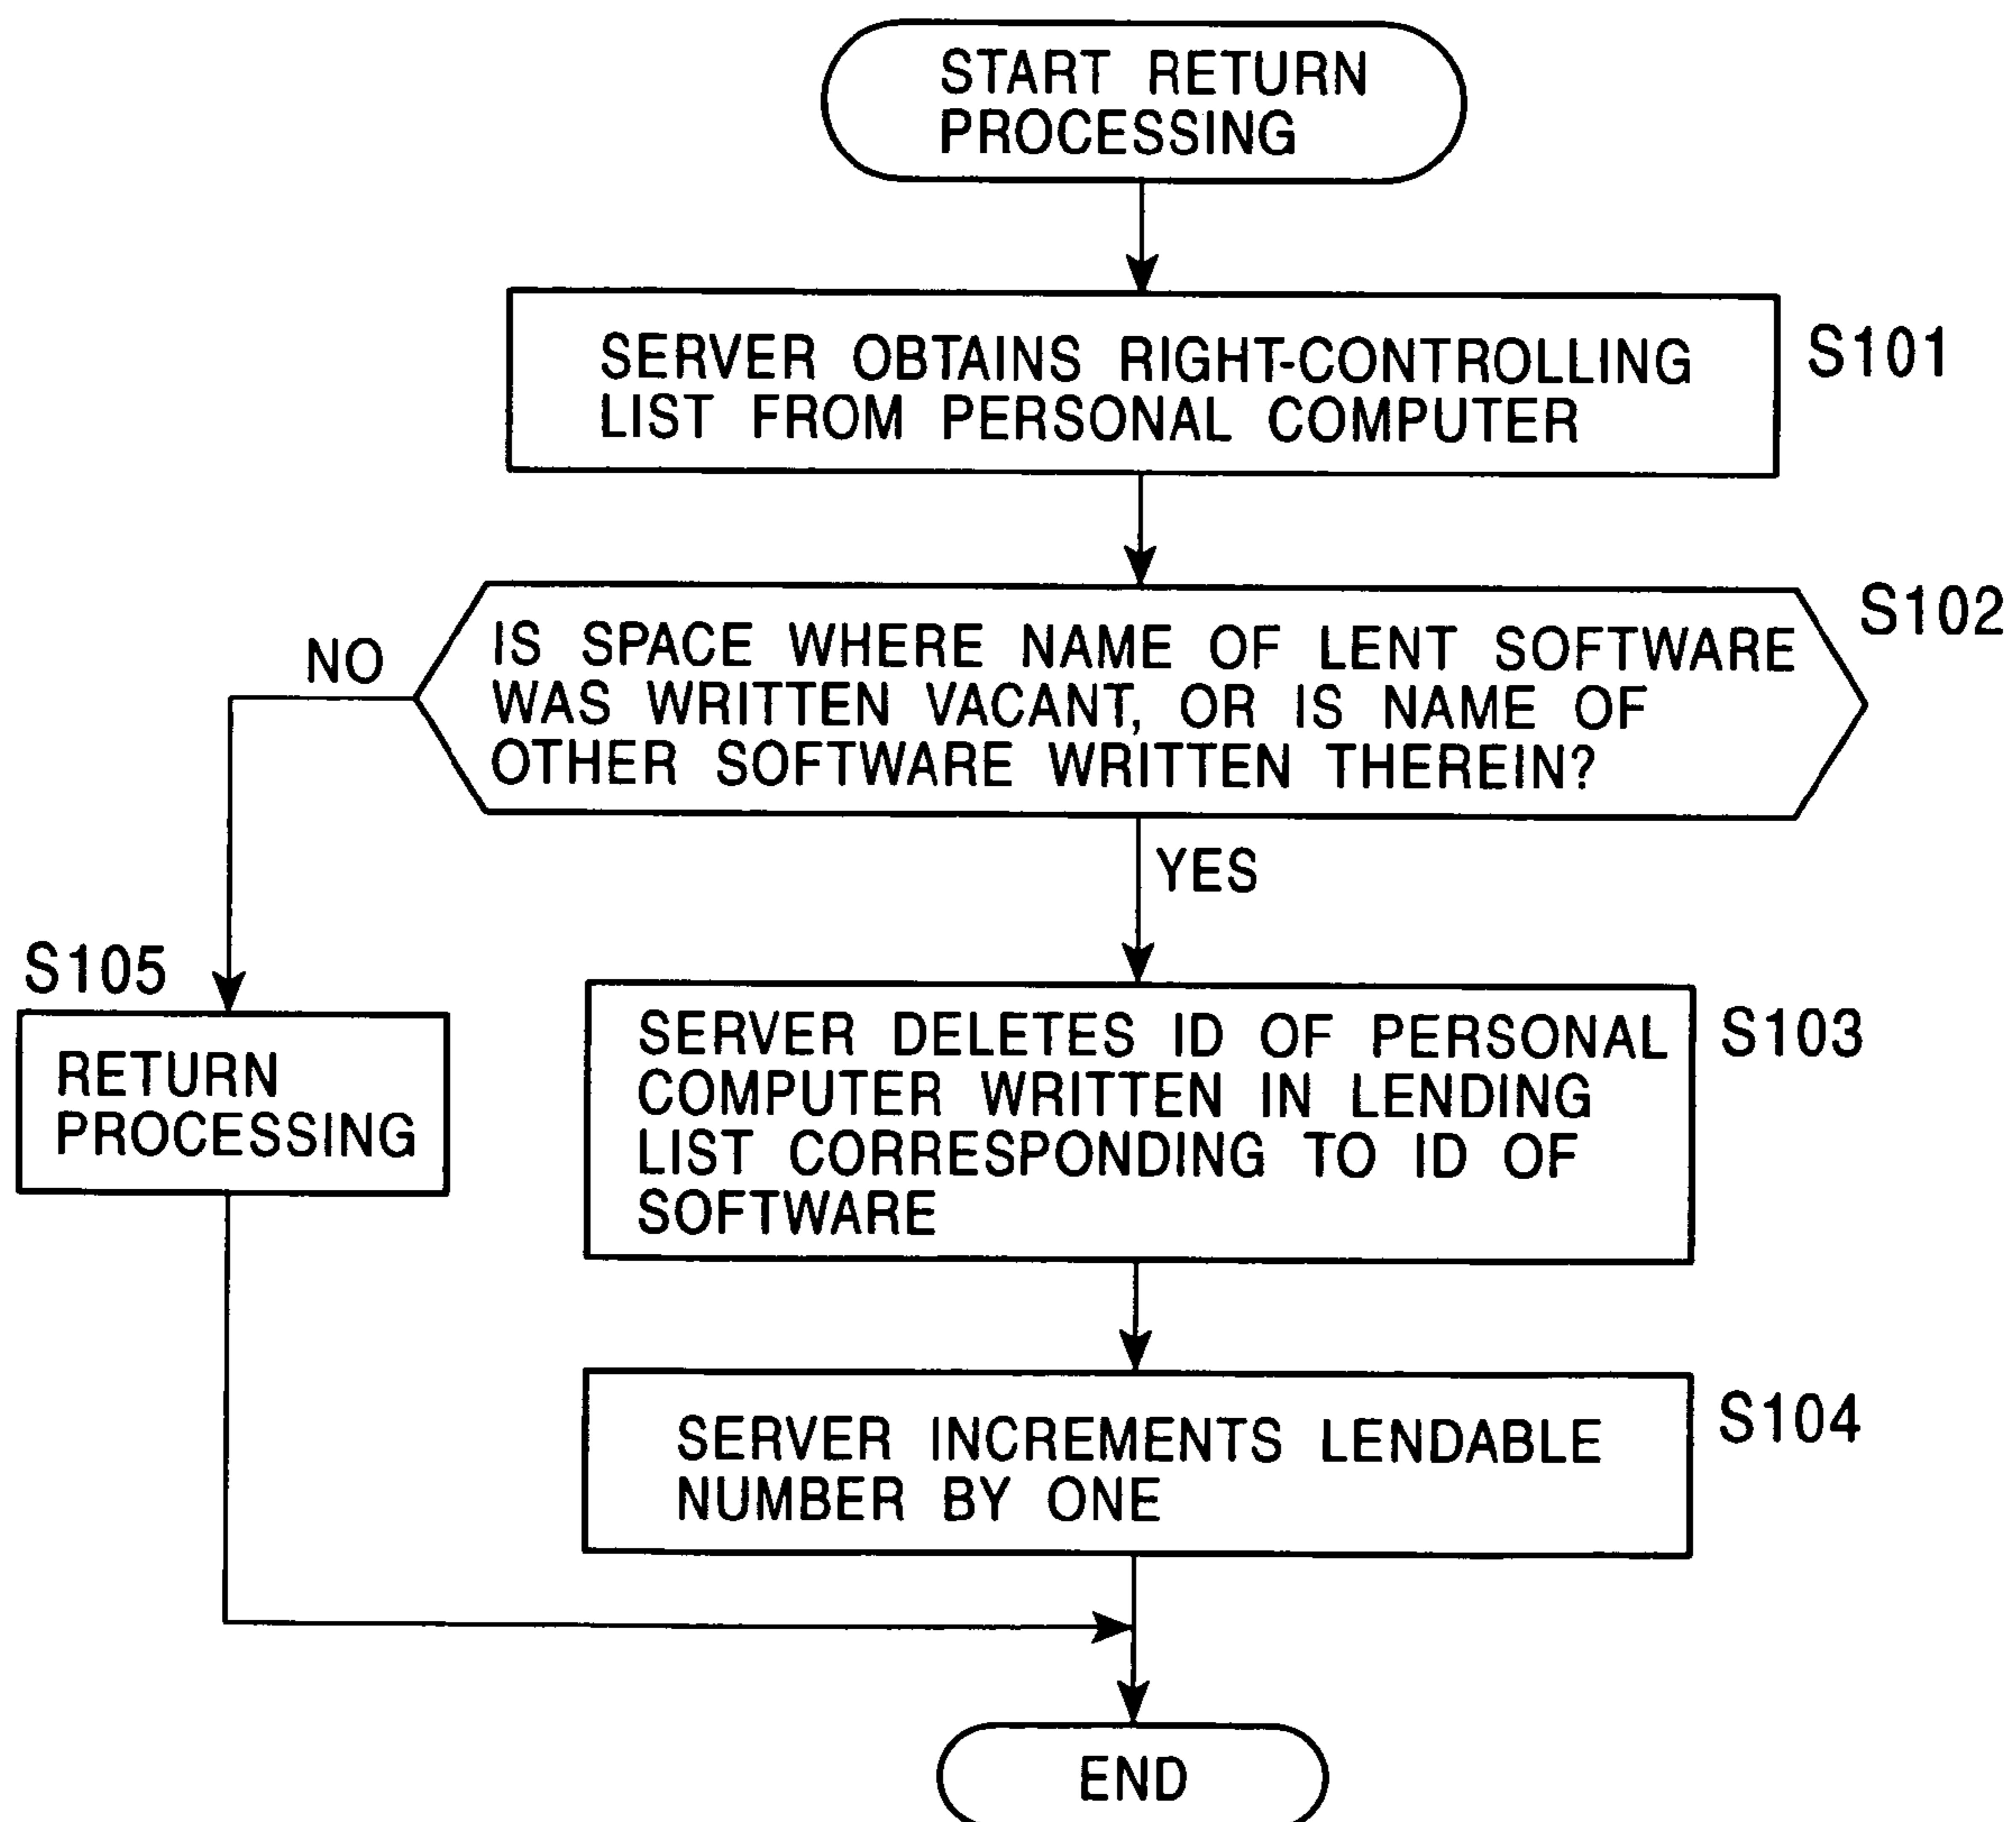 START RETURN
PROCESSING
SERVER OBTAINS RIGHT-CONTROLLING
LIST FROM PERSONAL COMPUTER
S101
IS SPACE WHERE NAME OF LENT SOFTWARE
WAS WRITTEN VACANT, OR IS NAME OF
OTHER SOFTWARE WRITTEN THEREIN?
S102
NO
YES
S105
RETURN
PROCESSING
SERVER DELETES ID OF PERSONAL
COMPUTER WRITTEN IN LENDING
LIST CORRESPONDING TO ID OF
SOFTWARE
S103
SERVER INCREMENTS LENDABLE
NUMBER BY ONE
S104
END